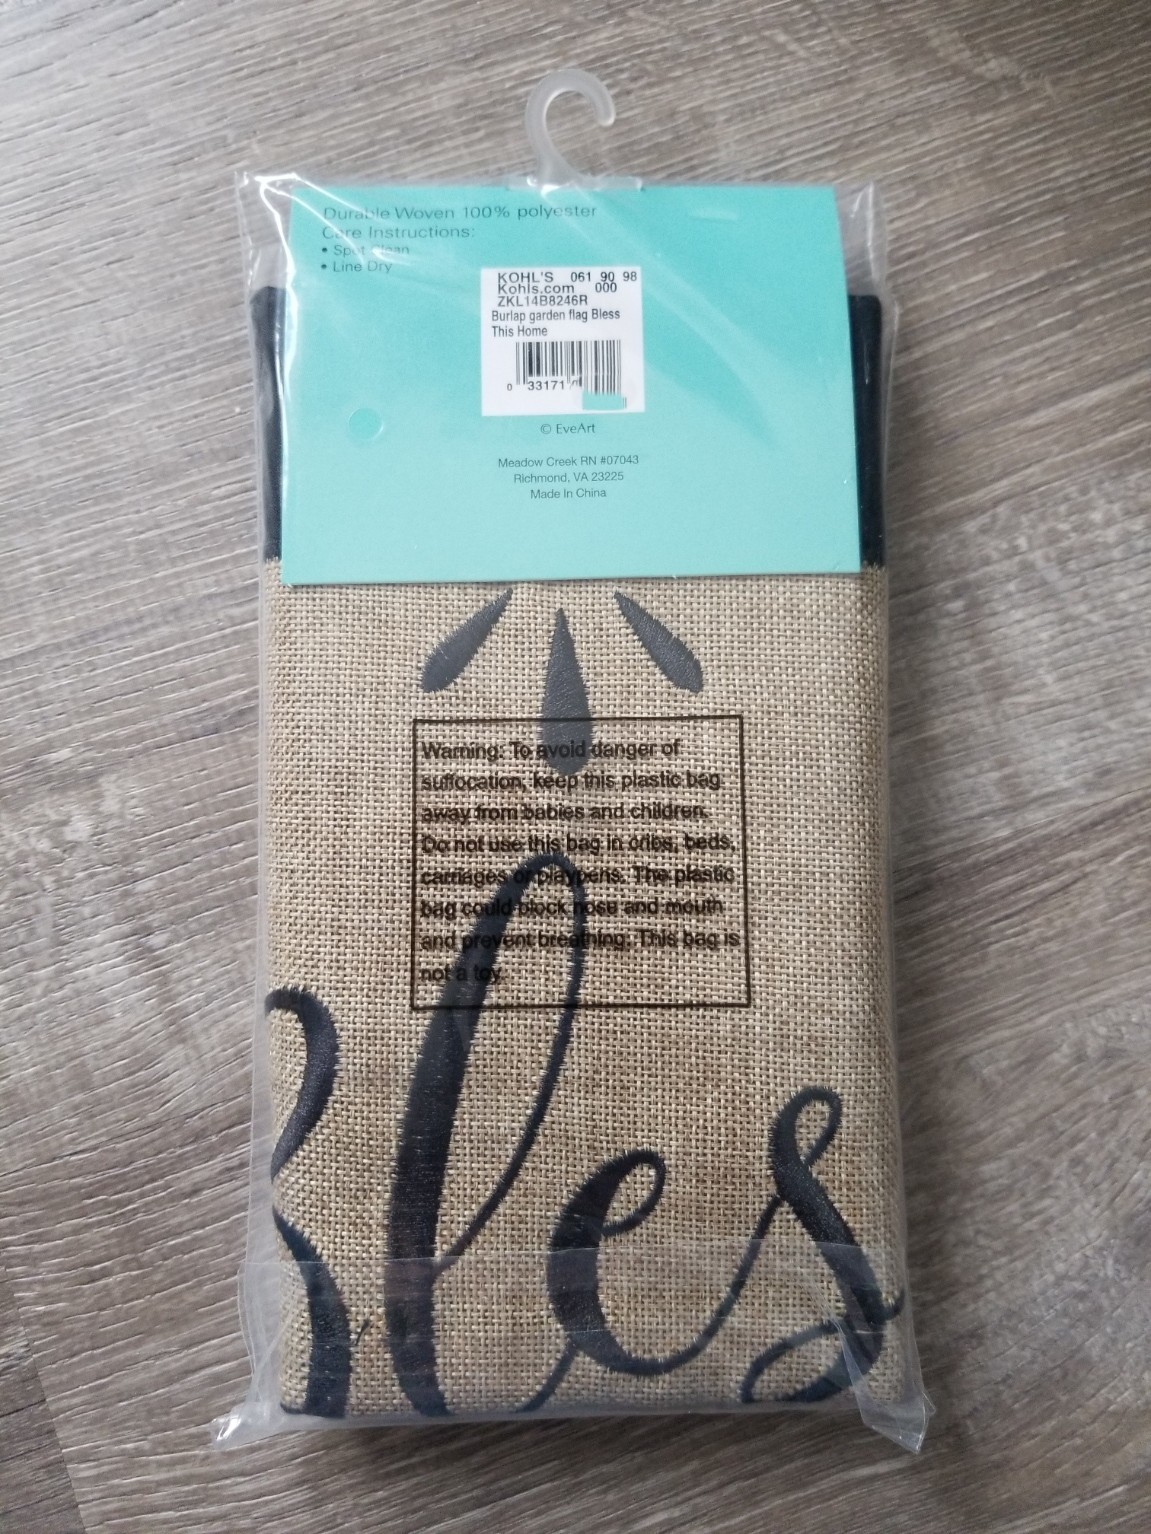 Durable Woven 100% polyester
Care Instructions:
• Spot Clean
• Line Dry
KOHL'S 061 90 98
Kohls.com 000
ZKL14B8246R
Burlap garden flag Bless
This Home
0 33171
© EveArt
Meadow Creek RN #07043
Richmond, VA 23225
Made In China
Warning: To avoid danger of
suffocation, keep this plastic bag
away from babies and children.
Do not use this bag in cribs, beds,
carriages or playpens. The plastic
bag could block nose and mouth
and prevent breathing. This bag is
not a toy.
Bles